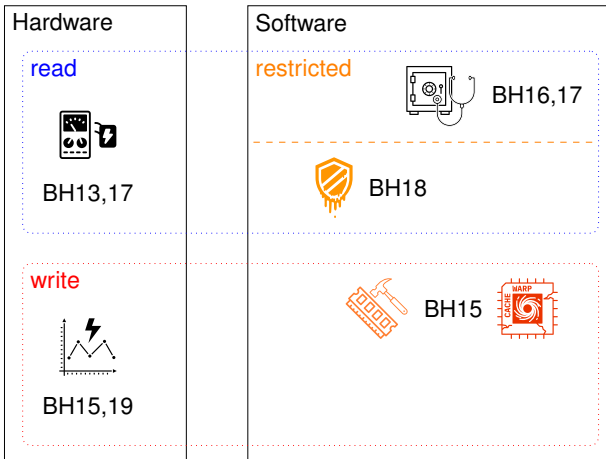 Hardware
Software
read
restricted
BH16,17
BH13,17
BH18
write
BH15
CACHE
WARP
BH15,19